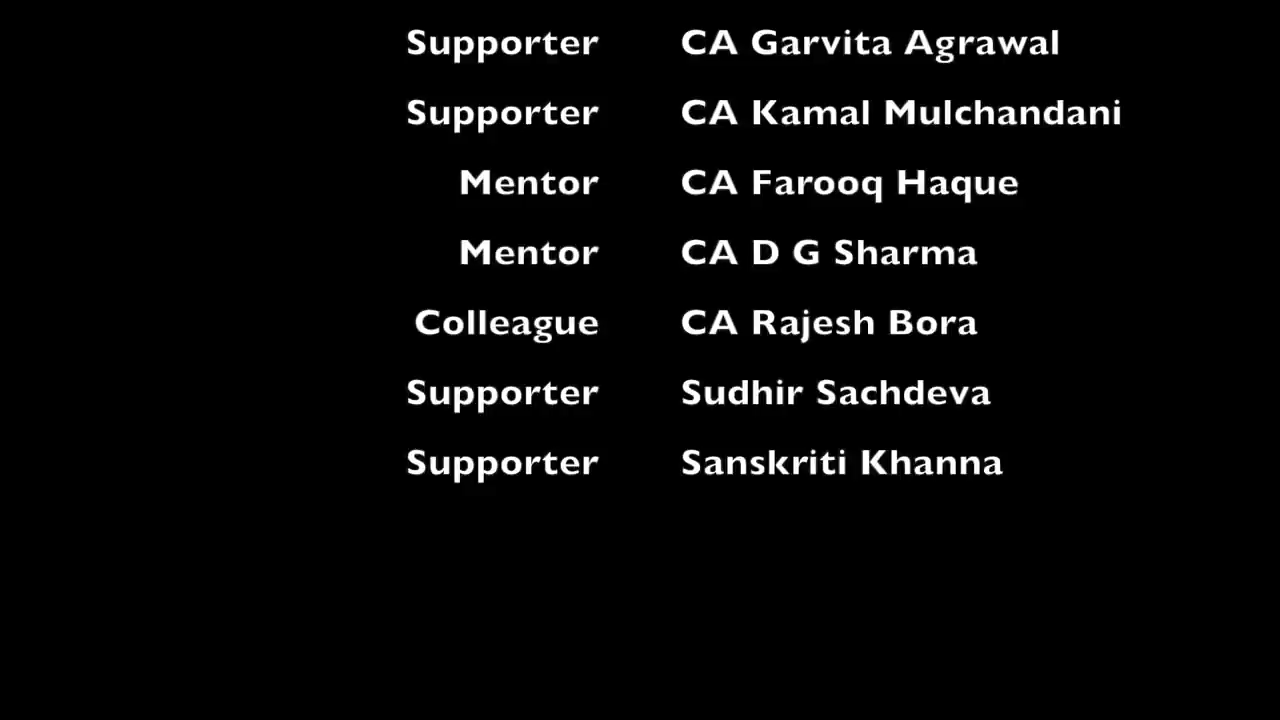 Supporter CA Garvita Agrawal
Supporter CA Kamal Mulchandani
Mentor CA Farooq Haque
Mentor CA D G Sharma
Colleague CA Rajesh Bora
Supporter Sudhir Sachdeva
Supporter Sanskriti Khanna